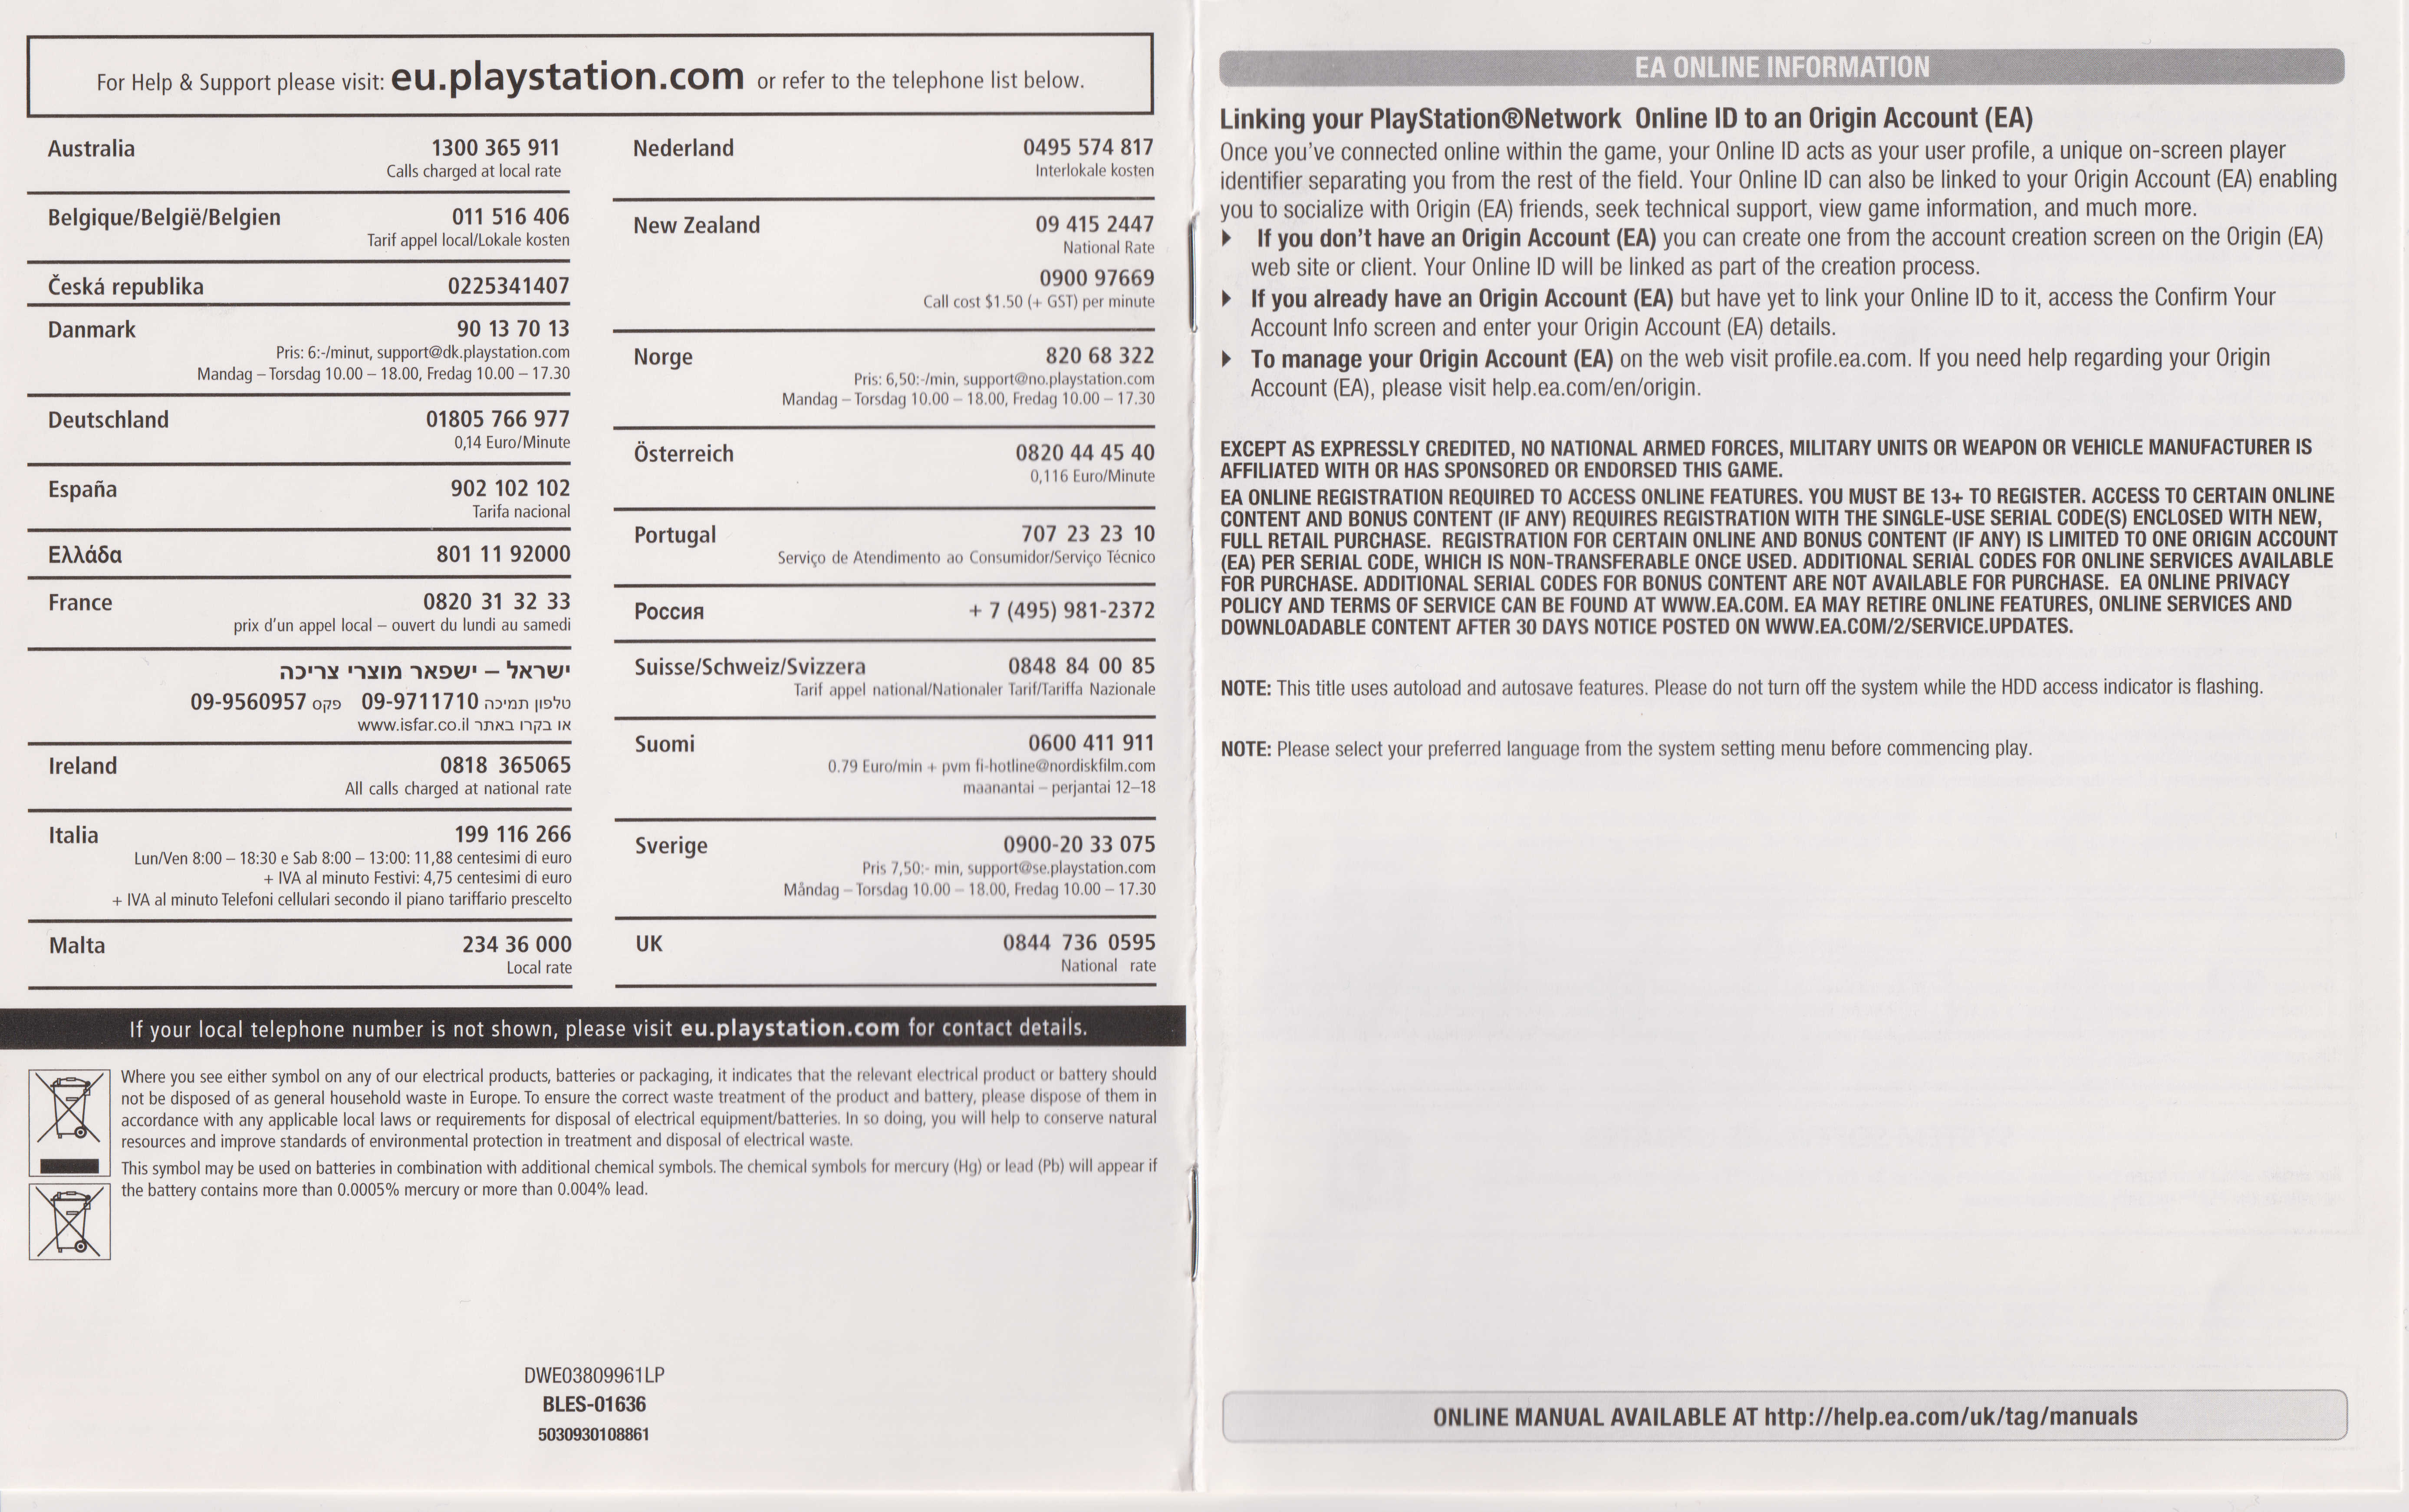 For Help & Support please visit: eu.playstation.com or refer to the telephone list below.
Australia 1300 365 911
Calls charged at local rate
Belgique/België/Belgien 011 516 406
Tarif appel local/Lokale kosten
Česká republika 0225341407
Danmark 90 13 70 13
Pris: 6:-/minut, support@dk.playstation.com
Mandag – Torsdag 10.00 – 18.00, Fredag 10.00 – 17.30
Deutschland 01805 766 977
0,14 Euro/Minute
España 902 102 102
Tarifa nacional
Ελλάδα 801 11 92000
France 0820 31 32 33
prix d'un appel local – ouvert du lundi au samedi
ישראל – ישפאר מוצרי צריכה
טלפון תמיכה 09-9711710 פקס 09-9560957
או בקרו באתר www.isfar.co.il
Ireland 0818 365065
All calls charged at national rate
Italia 199 116 266
Lun/Ven 8:00 – 18:30 e Sab 8:00 – 13:00: 11,88 centesimi di euro
+ IVA al minuto Festivi: 4,75 centesimi di euro
+ IVA al minuto Telefoni cellulari secondo il piano tariffario prescelto
Malta 234 36 000
Local rate
Nederland 0495 574 817
Interlokale kosten
New Zealand 09 415 2447
National Rate
0900 97669
Call cost $1.50 (+ GST) per minute
Norge 820 68 322
Pris: 6,50:-/min, support@no.playstation.com
Mandag – Torsdag 10.00 – 18.00, Fredag 10.00 – 17.30
Österreich 0820 44 45 40
0,116 Euro/Minute
Portugal 707 23 23 10
Serviço de Atendimento ao Consumidor/Serviço Técnico
Россия + 7 (495) 981-2372
Suisse/Schweiz/Svizzera 0848 84 00 85
Tarif appel national/Nationaler Tarif/Tariffa Nazionale
Suomi 0600 411 911
0.79 Euro/min + pvm fi-hotline@nordiskfilm.com
maanantai – perjantai 12–18
Sverige 0900-20 33 075
Pris 7,50:- min, support@se.playstation.com
Måndag – Torsdag 10.00 – 18.00, Fredag 10.00 – 17.30
UK 0844 736 0595
National rate
If your local telephone number is not shown, please visit eu.playstation.com for contact details.
Where you see either symbol on any of our electrical products, batteries or packaging, it indicates that the relevant electrical product or battery should
not be disposed of as general household waste in Europe. To ensure the correct waste treatment of the product and battery, please dispose of them in
accordance with any applicable local laws or requirements for disposal of electrical equipment/batteries. In so doing, you will help to conserve natural
resources and improve standards of environmental protection in treatment and disposal of electrical waste.
This symbol may be used on batteries in combination with additional chemical symbols. The chemical symbols for mercury (Hg) or lead (Pb) will appear if
the battery contains more than 0.0005% mercury or more than 0.004% lead.
DWE03809961LP
BLES-01636
5030930108861
EA ONLINE INFORMATION
Linking your PlayStation®Network Online ID to an Origin Account (EA)
Once you've connected online within the game, your Online ID acts as your user profile, a unique on-screen player
identifier separating you from the rest of the field. Your Online ID can also be linked to your Origin Account (EA) enabling
you to socialize with Origin (EA) friends, seek technical support, view game information, and much more.
If you don't have an Origin Account (EA) you can create one from the account creation screen on the Origin (EA)
web site or client. Your Online ID will be linked as part of the creation process.
If you already have an Origin Account (EA) but have yet to link your Online ID to it, access the Confirm Your
Account Info screen and enter your Origin Account (EA) details.
To manage your Origin Account (EA) on the web visit profile.ea.com. If you need help regarding your Origin
Account (EA), please visit help.ea.com/en/origin.
EXCEPT AS EXPRESSLY CREDITED, NO NATIONAL ARMED FORCES, MILITARY UNITS OR WEAPON OR VEHICLE MANUFACTURER IS
AFFILIATED WITH OR HAS SPONSORED OR ENDORSED THIS GAME.
EA ONLINE REGISTRATION REQUIRED TO ACCESS ONLINE FEATURES. YOU MUST BE 13+ TO REGISTER. ACCESS TO CERTAIN ONLINE
CONTENT AND BONUS CONTENT (IF ANY) REQUIRES REGISTRATION WITH THE SINGLE-USE SERIAL CODE(S) ENCLOSED WITH NEW,
FULL RETAIL PURCHASE. REGISTRATION FOR CERTAIN ONLINE AND BONUS CONTENT (IF ANY) IS LIMITED TO ONE ORIGIN ACCOUNT
(EA) PER SERIAL CODE, WHICH IS NON-TRANSFERABLE ONCE USED. ADDITIONAL SERIAL CODES FOR ONLINE SERVICES AVAILABLE
FOR PURCHASE. ADDITIONAL SERIAL CODES FOR BONUS CONTENT ARE NOT AVAILABLE FOR PURCHASE. EA ONLINE PRIVACY
POLICY AND TERMS OF SERVICE CAN BE FOUND AT WWW.EA.COM. EA MAY RETIRE ONLINE FEATURES, ONLINE SERVICES AND
DOWNLOADABLE CONTENT AFTER 30 DAYS NOTICE POSTED ON WWW.EA.COM/2/SERVICE.UPDATES.
NOTE: This title uses autoload and autosave features. Please do not turn off the system while the HDD access indicator is flashing.
NOTE: Please select your preferred language from the system setting menu before commencing play.
ONLINE MANUAL AVAILABLE AT http://help.ea.com/uk/tag/manuals